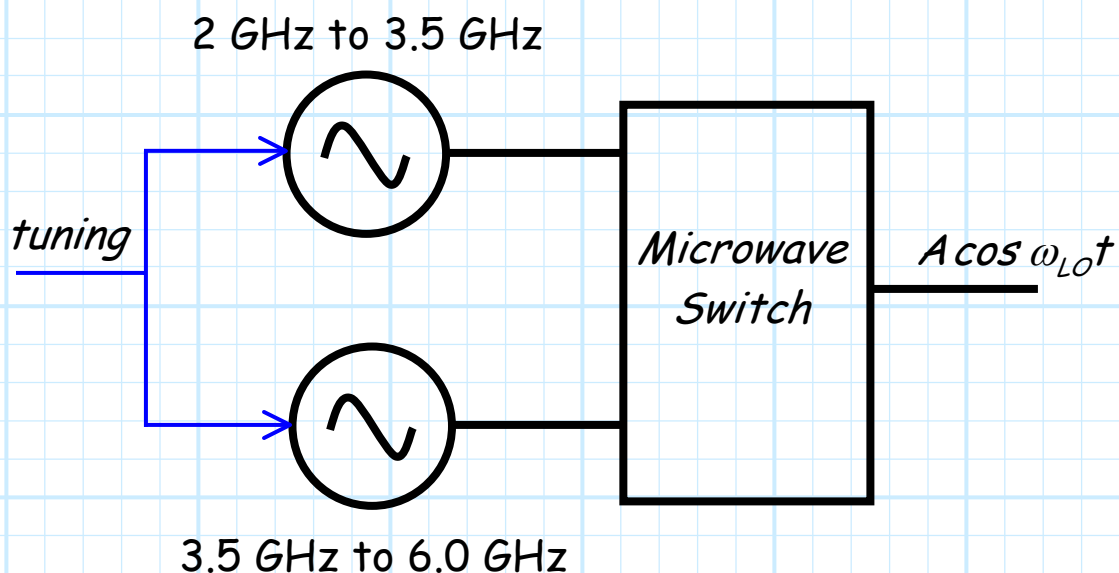 2 GHz to 3.5 GHz
tuning
Microwave
Switch
A cos ω_LO t
3.5 GHz to 6.0 GHz